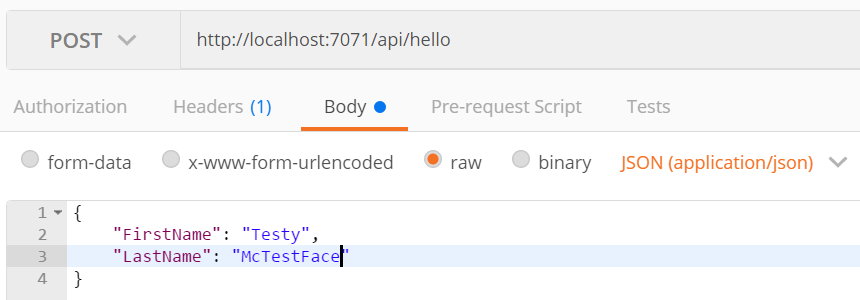 POST http://localhost:7071/api/hello
Authorization Headers (1) Body Pre-request Script Tests
form-data x-www-form-urlencoded raw binary JSON (application/json)
1 {
2 "FirstName": "Testy",
3 "LastName": "McTestFace"
4 }